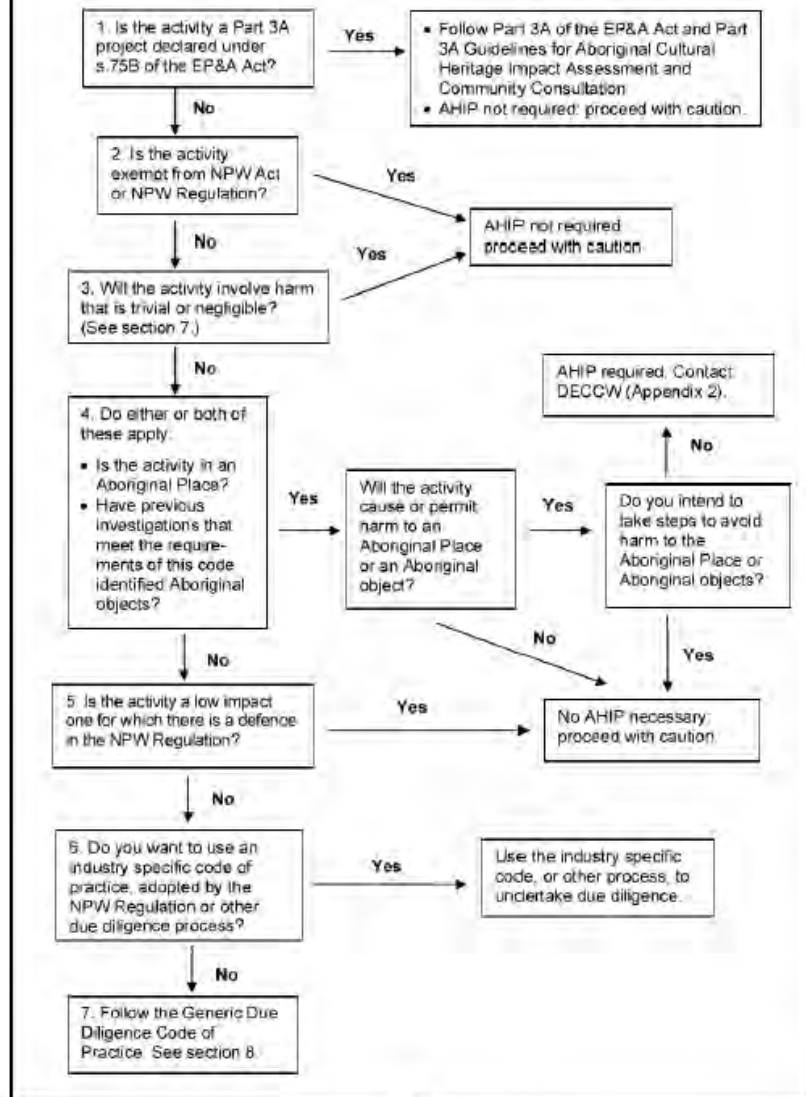 1. Is the activity a Part 3A
project declared under
s.75B of the EP&A Act?
Yes
• Follow Part 3A of the EP&A Act and Part
3A Guidelines for Aboriginal Cultural
Heritage Impact Assessment and
Community Consultation
• AHIP not required: proceed with caution.
No
2. Is the activity
exempt from NPW Act
or NPW Regulation?
Yes
AHIP not required
proceed with caution
No
Yes
3. Will the activity involve harm
that is trivial or negligible?
(See section 7.)
No
AHIP required. Contact
DECCW (Appendix 2).
No
4. Do either or both of
these apply:
• Is the activity in an
Aboriginal Place?
• Have previous
investigations that
meet the require-
ments of this code
identified Aboriginal
objects?
Yes
Will the activity
cause or permit
harm to an
Aboriginal Place
or an Aboriginal
object?
Yes
Do you intend to
take steps to avoid
harm to the
Aboriginal Place or
Aboriginal objects?
No
No
Yes
5. Is the activity a low impact
one for which there is a defence
in the NPW Regulation?
Yes
No AHIP necessary
proceed with caution
No
6. Do you want to use an
industry specific code of
practice, adopted by the
NPW Regulation or other
due diligence process?
Yes
Use the industry specific
code, or other process, to
undertake due diligence.
No
7. Follow the Generic Due
Diligence Code of
Practice. See section 8.